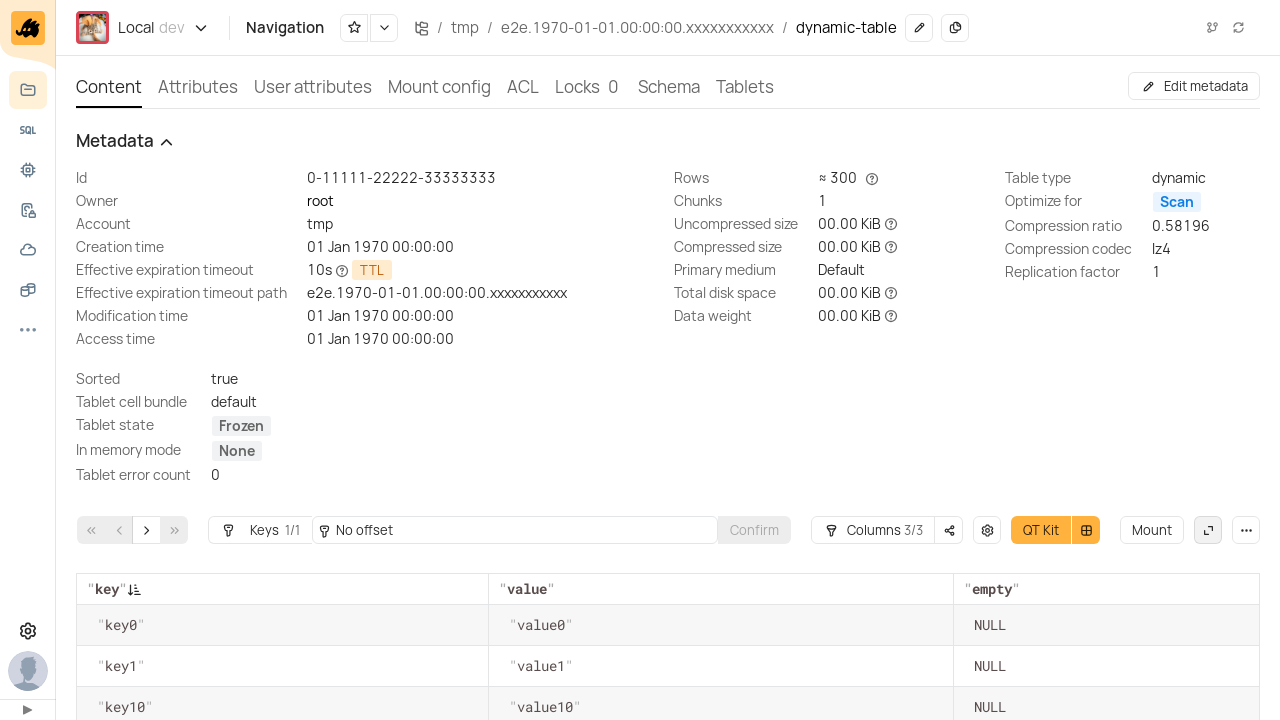 Local dev Navigation / tmp / e2e.1970-01-01.00:00:00.xxxxxxxxxxx / dynamic-table
Content Attributes User attributes Mount config ACL Locks 0 Schema Tablets Edit metadata
SQL
Metadata
Id 0-11111-22222-33333333 Rows ≈ 300 Table type dynamic
Owner root Chunks 1 Optimize for Scan
Account tmp Uncompressed size 00.00 KiB Compression ratio 0.58196
Creation time 01 Jan 1970 00:00:00 Compressed size 00.00 KiB Compression codec lz4
Effective expiration timeout 10s TTL Primary medium Default Replication factor 1
Effective expiration timeout path e2e.1970-01-01.00:00:00.xxxxxxxxxxx Total disk space 00.00 KiB
Modification time 01 Jan 1970 00:00:00 Data weight 00.00 KiB
Access time 01 Jan 1970 00:00:00
Sorted true
Tablet cell bundle default
Tablet state Frozen
In memory mode None
Tablet error count 0
Keys 1/1 No offset Confirm Columns 3/3 QT Kit Mount
"key" "value" "empty"
"key0" "value0" NULL
"key1" "value1" NULL
"key10" "value10" NULL